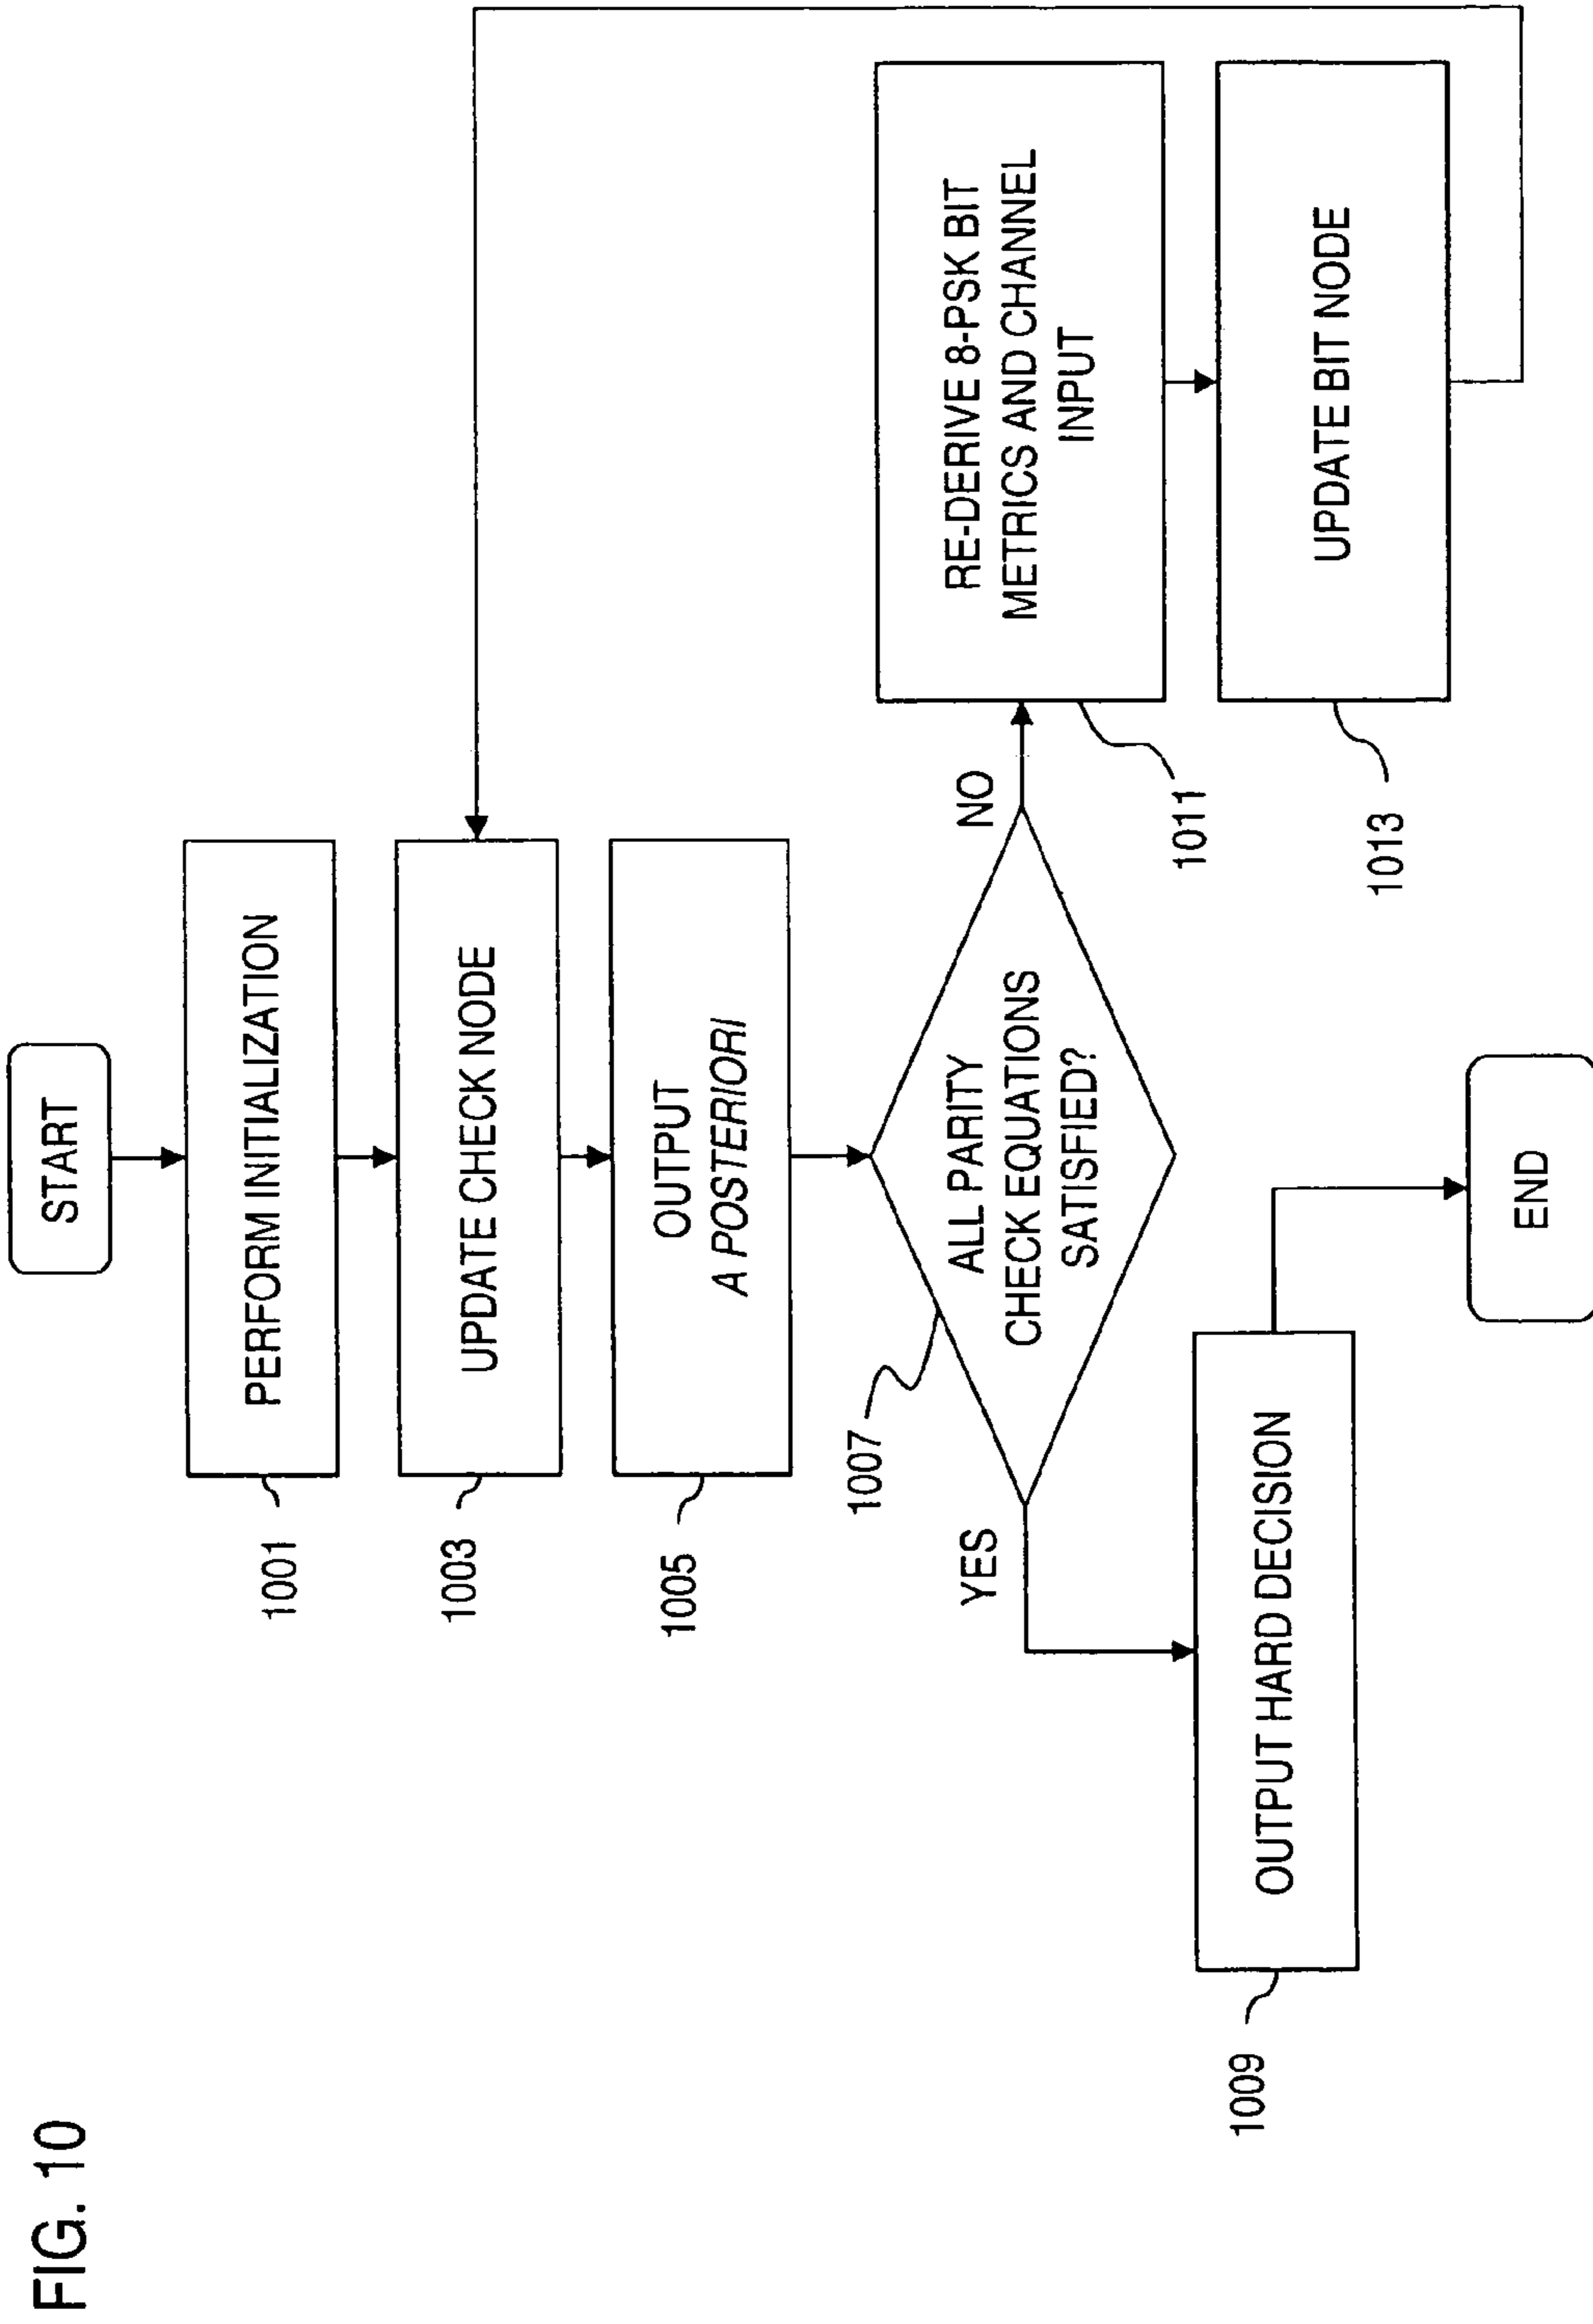 FIG. 10
START
PERFORM INITIALIZATION
1001
UPDATE CHECK NODE
1003
OUTPUT
A POSTERIORI
1005
ALL PARITY
CHECK EQUATIONS
SATISFIED?
1007
YES
NO
RE-DERIVE 8-PSK BIT
METRICS AND CHANNEL
INPUT
1011
UPDATE BIT NODE
1013
OUTPUT HARD DECISION
1009
END